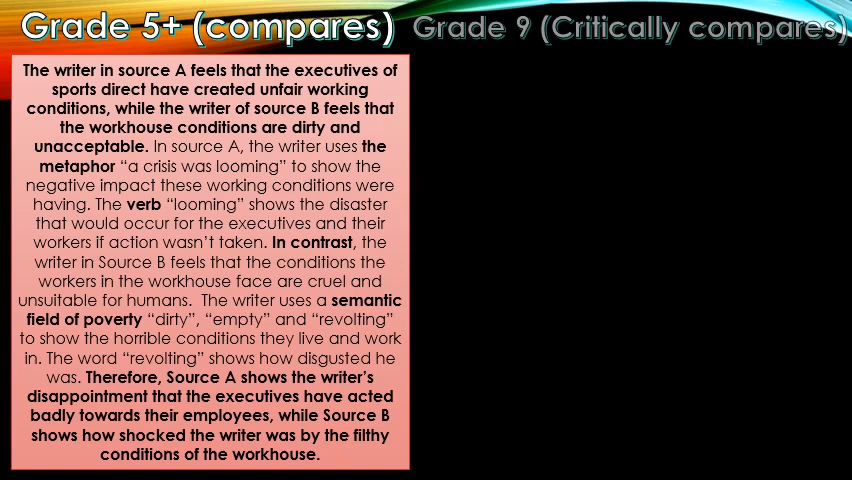 Grade 5+ (compares) Grade 9 (Critically compares)
The writer in source A feels that the executives of
sports direct have created unfair working
conditions, while the writer of source B feels that
the workhouse conditions are dirty and
unacceptable. In source A, the writer uses the
metaphor “a crisis was looming” to show the
negative impact these working conditions were
having. The verb “looming” shows the disaster
that would occur for the executives and their
workers if action wasn’t taken. In contrast, the
writer in Source B feels that the conditions the
workers in the workhouse face are cruel and
unsuitable for humans. The writer uses a semantic
field of poverty “dirty”, “empty” and “revolting”
to show the horrible conditions they live and work
in. The word “revolting” shows how disgusted he
was. Therefore, Source A shows the writer’s
disappointment that the executives have acted
badly towards their employees, while Source B
shows how shocked the writer was by the filthy
conditions of the workhouse.